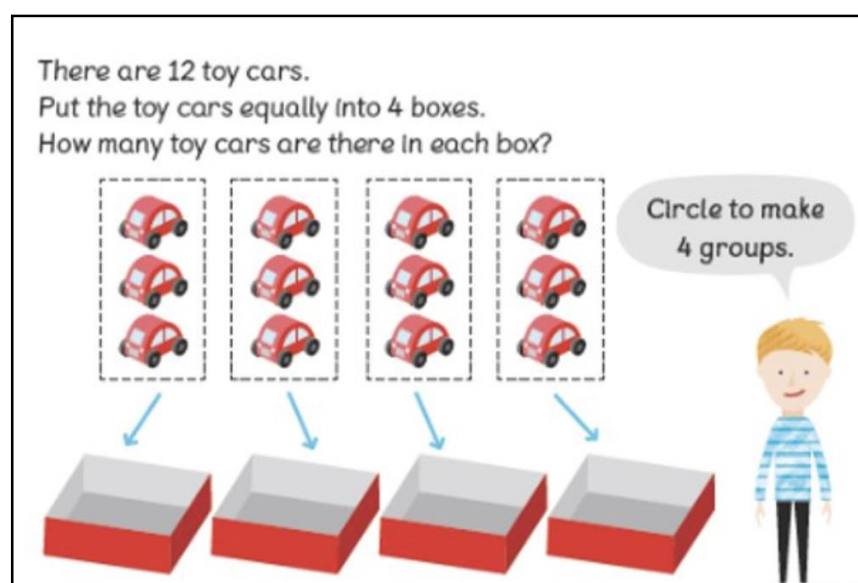 There are 12 toy cars.
Put the toy cars equally into 4 boxes.
How many toy cars are there in each box?
Circle to make
4 groups.